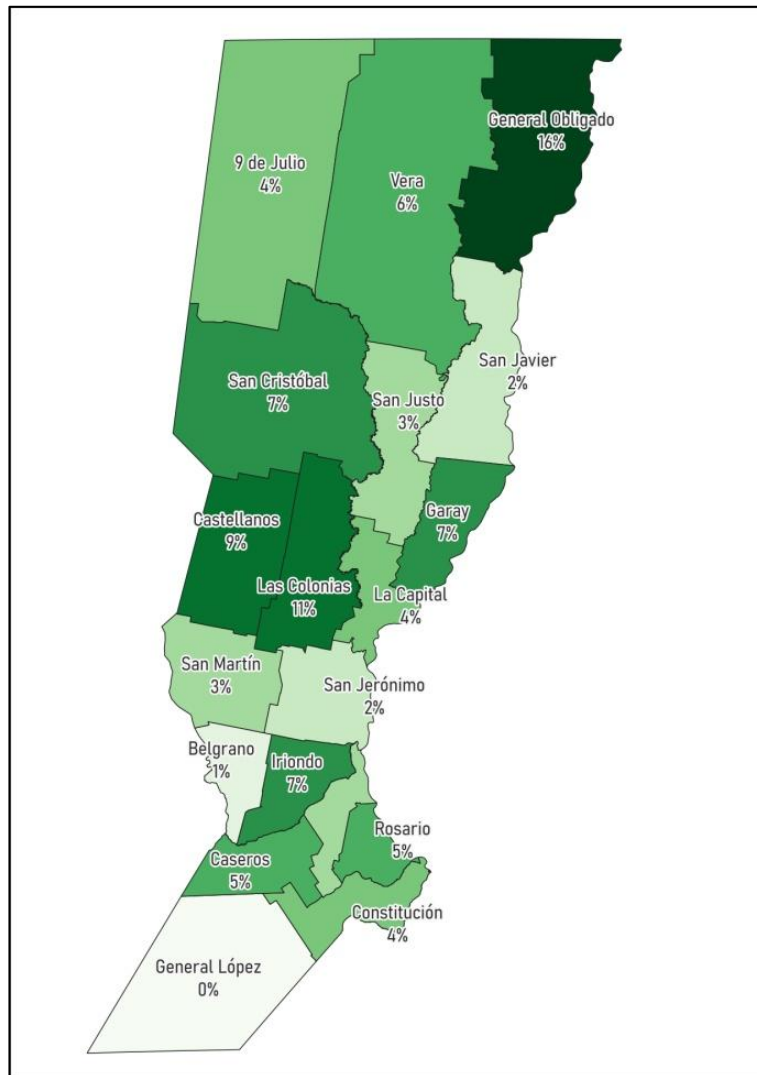 General Obligado
16%
9 de Julio
4%
Vera
6%
San Javier
2%
San Cristóbal
7%
San Justo
3%
Castellanos
9%
Garay
7%
Las Colonias
11%
La Capital
4%
San Martín
3%
San Jerónimo
2%
Belgrano
1%
Iriondo
7%
Rosario
5%
Caseros
5%
Constitución
4%
General López
0%